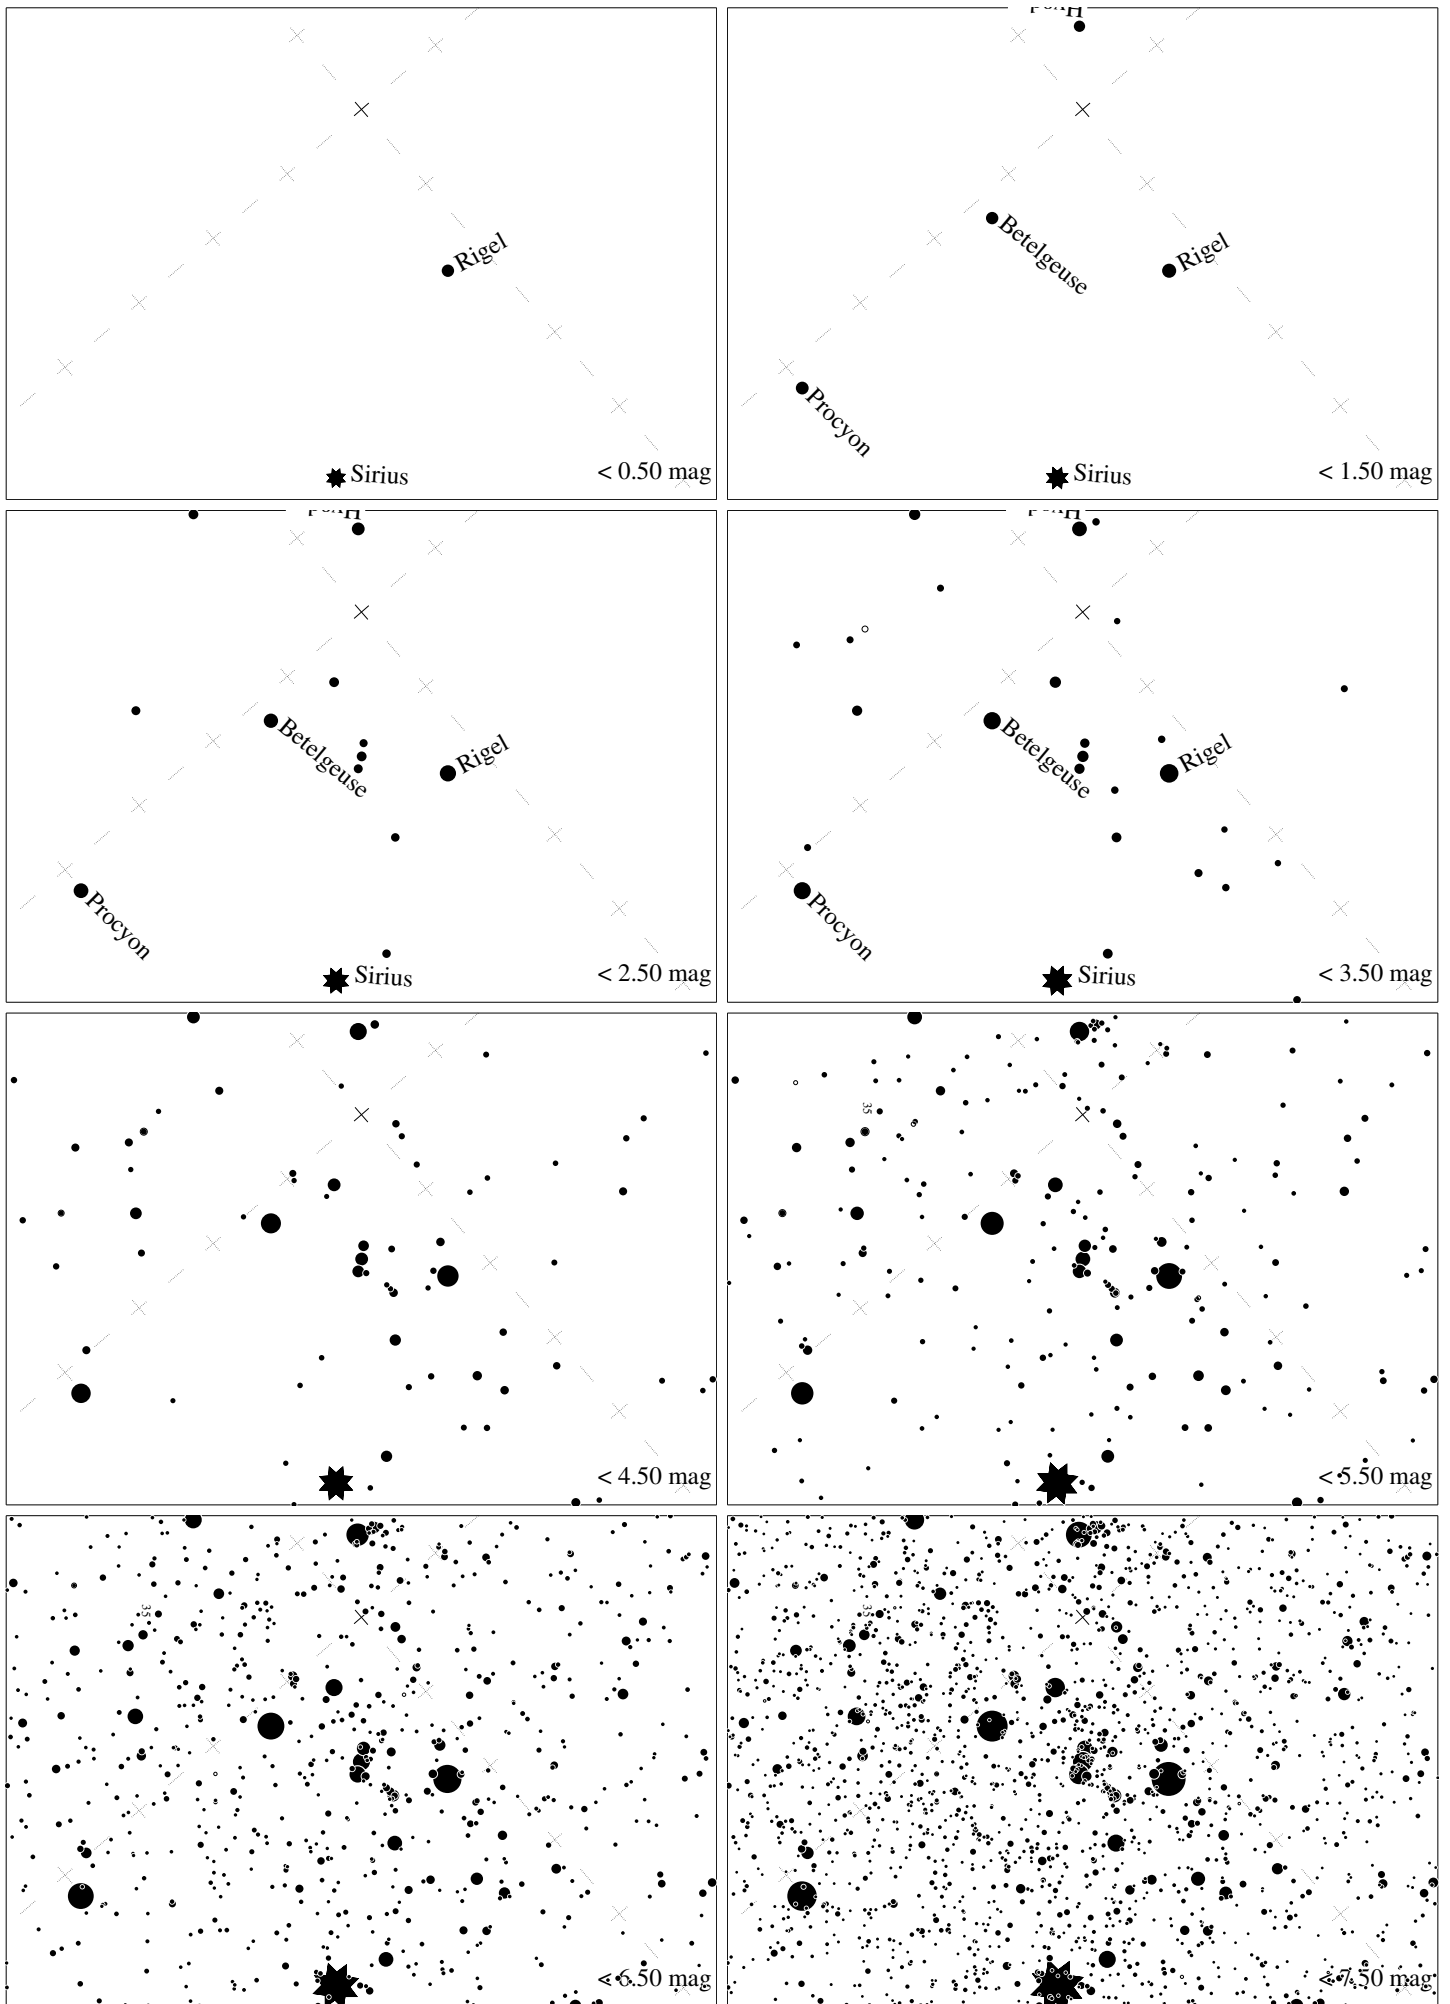 Rigel
Sirius
< 0.50 mag
Betelgeuse
Rigel
Procyon
Sirius
< 1.50 mag
Betelgeuse
Rigel
Procyon
Sirius
< 2.50 mag
Betelgeuse
Rigel
Procyon
Sirius
< 3.50 mag
< 4.50 mag
35
< 5.50 mag
35
< 6.50 mag
35
< 7.50 mag